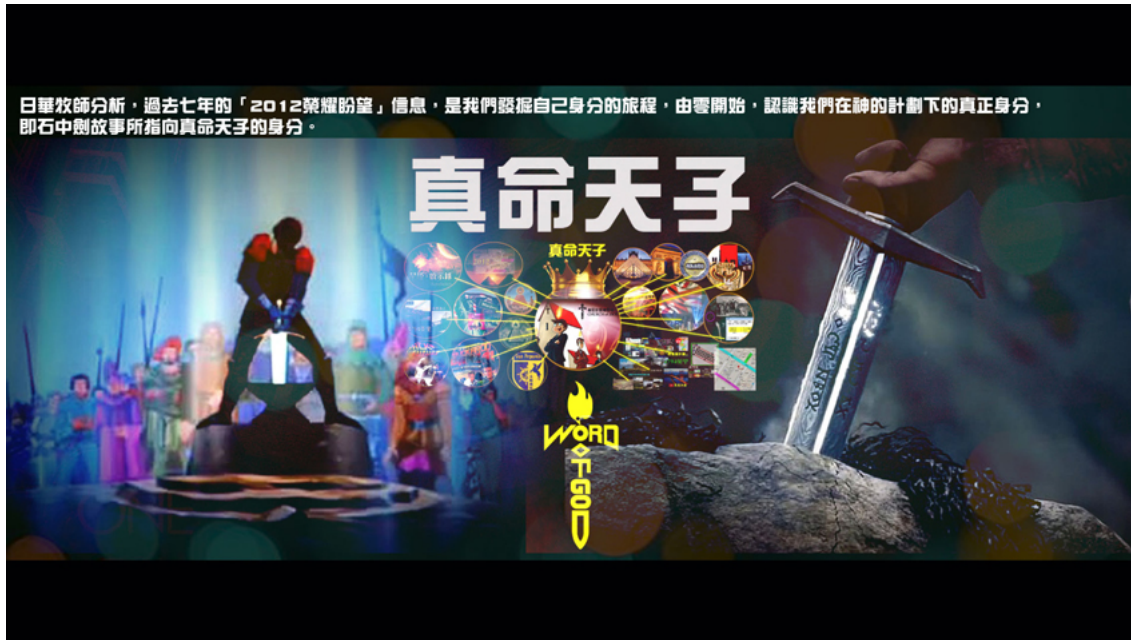 日華牧師分析，過去七年的「2012榮耀盼望」信息，是我們發掘自己身分的旅程，由零開始，認識我們在神的計劃下的真正身分，
即石中劍故事所指向真命天子的身分。
真命天子
真命天子
WORD
OF GOD